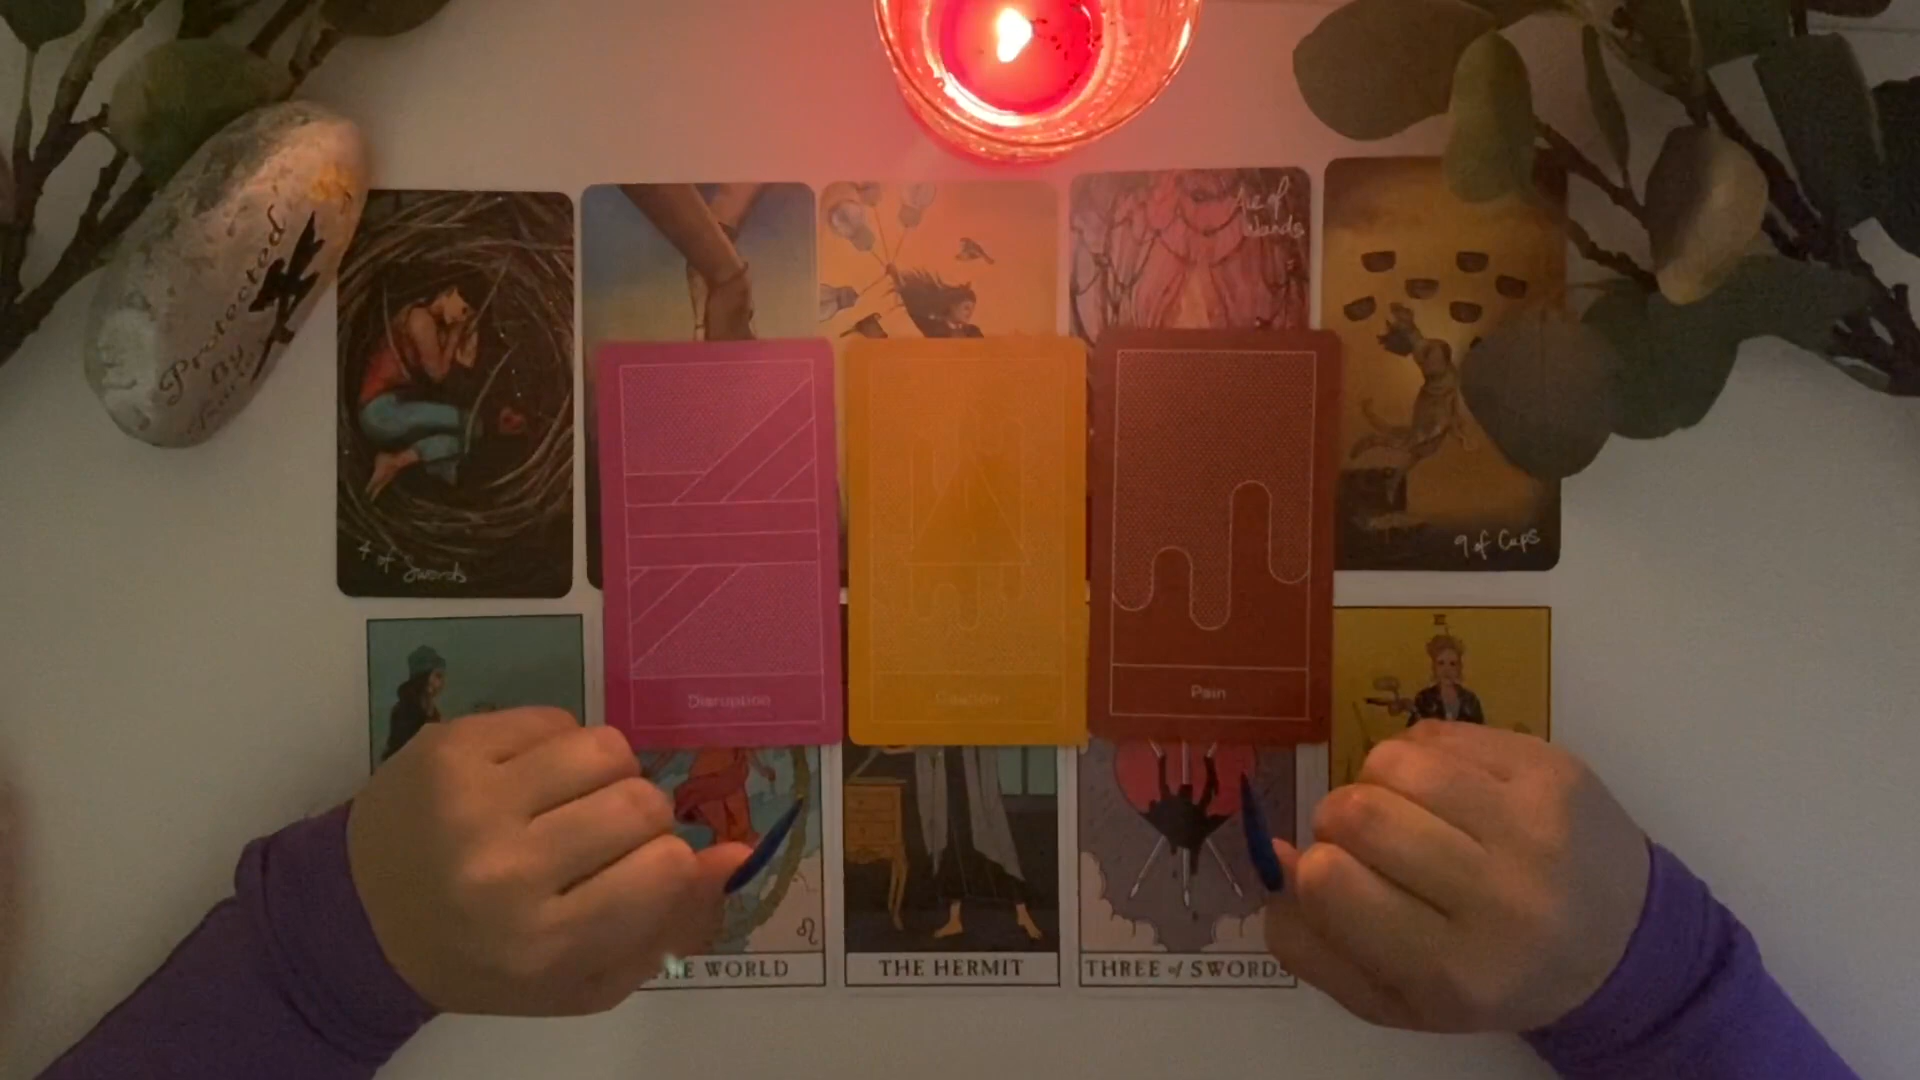 Ace of
Wands
Protected
By
4 of
Swords
9 of Cups
Disruption
Pain
THE WORLD
THE HERMIT
THREE of SWORDS